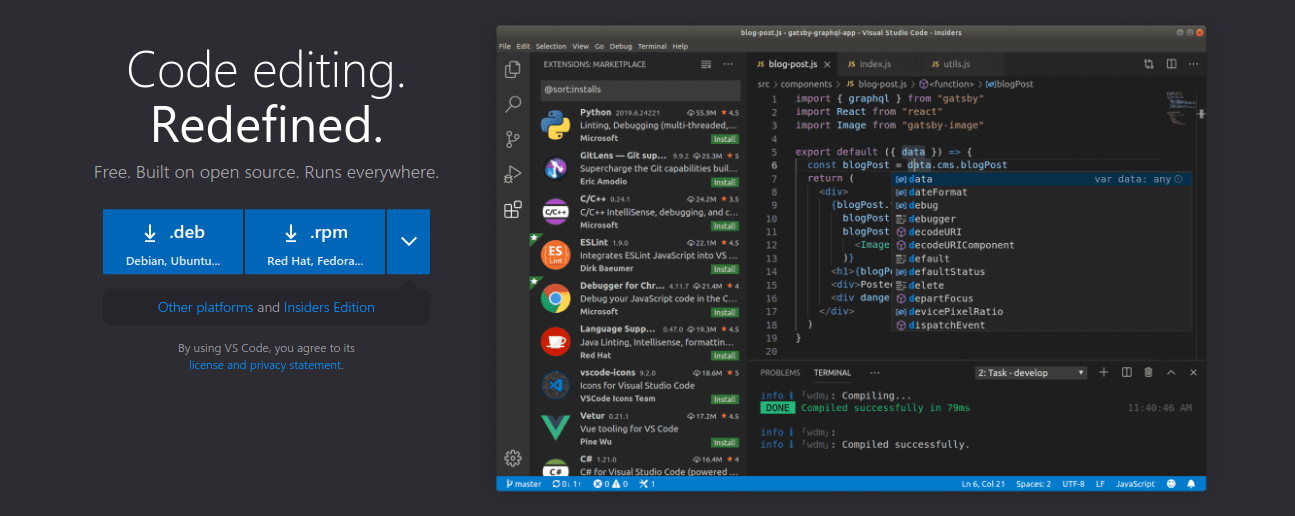 Code editing.
Redefined.
Free. Built on open source. Runs everywhere.
.deb
Debian, Ubuntu...
.rpm
Red Hat, Fedora...
Other platforms and Insiders Edition
By using VS Code, you agree to its
license and privacy statement.
blog-post.js - gatsby-graphql-app - Visual Studio Code - Insiders
File Edit Selection View Go Debug Terminal Help
EXTENSIONS: MARKETPLACE
@sort:installs
Python 2019.6.24221 55.9M 4.5
Linting, Debugging (multi-threaded,...
Microsoft Install
GitLens — Git sup... 9.9.2 25.3M 5
Supercharge the Git capabilities buil...
Eric Amodio Install
C/C++ 0.24.1 24.2M 3.5
C/C++ IntelliSense, debugging, and c...
Microsoft Install
ESLint 1.9.0 22.1M 4.5
Integrates ESLint JavaScript into VS ...
Dirk Baeumer Install
Debugger for Chr... 4.11.7 21.4M 4
Debug your JavaScript code in the C...
Microsoft Install
Language Supp... 0.47.0 19.3M 4.5
Java Linting, Intellisense, formattin...
Red Hat Install
vscode-icons 9.2.0 18.6M 5
Icons for Visual Studio Code
VSCode Icons Team Install
Vetur 0.21.1 17.2M 4.5
Vue tooling for VS Code
Pine Wu Install
C# 1.21.0 16.4M 4
C# for Visual Studio Code (powered ...
JS blog-post.js JS index.js JS utils.js
src > components > JS blog-post.js > <function> > blogPost
1 import { graphql } from "gatsby"
2 import React from "react"
3 import Image from "gatsby-image"
4
5 export default ({ data }) => {
6 const blogPost = data.cms.blogPost
7 return (
8 <div>
9 {blogPost.
10 blogPost
11 blogPost
12 <Image
13 )}
14 <h1>{blogP
15 <div>Poste
16 <div dange
17 </div>
18 )
19 }
20
data var data: any
dateFormat
debug
debugger
decodeURI
decodeURIComponent
default
defaultStatus
delete
departFocus
devicePixelRatio
dispatchEvent
PROBLEMS TERMINAL ... 2: Task - develop
info i 「wdm」: Compiling...
DONE Compiled successfully in 79ms 11:40:46 AM
info i 「wdm」:
info i 「wdm」: Compiled successfully.
master 0↓ 1↑ 0 0 1 Ln 6, Col 21 Spaces: 2 UTF-8 LF JavaScript